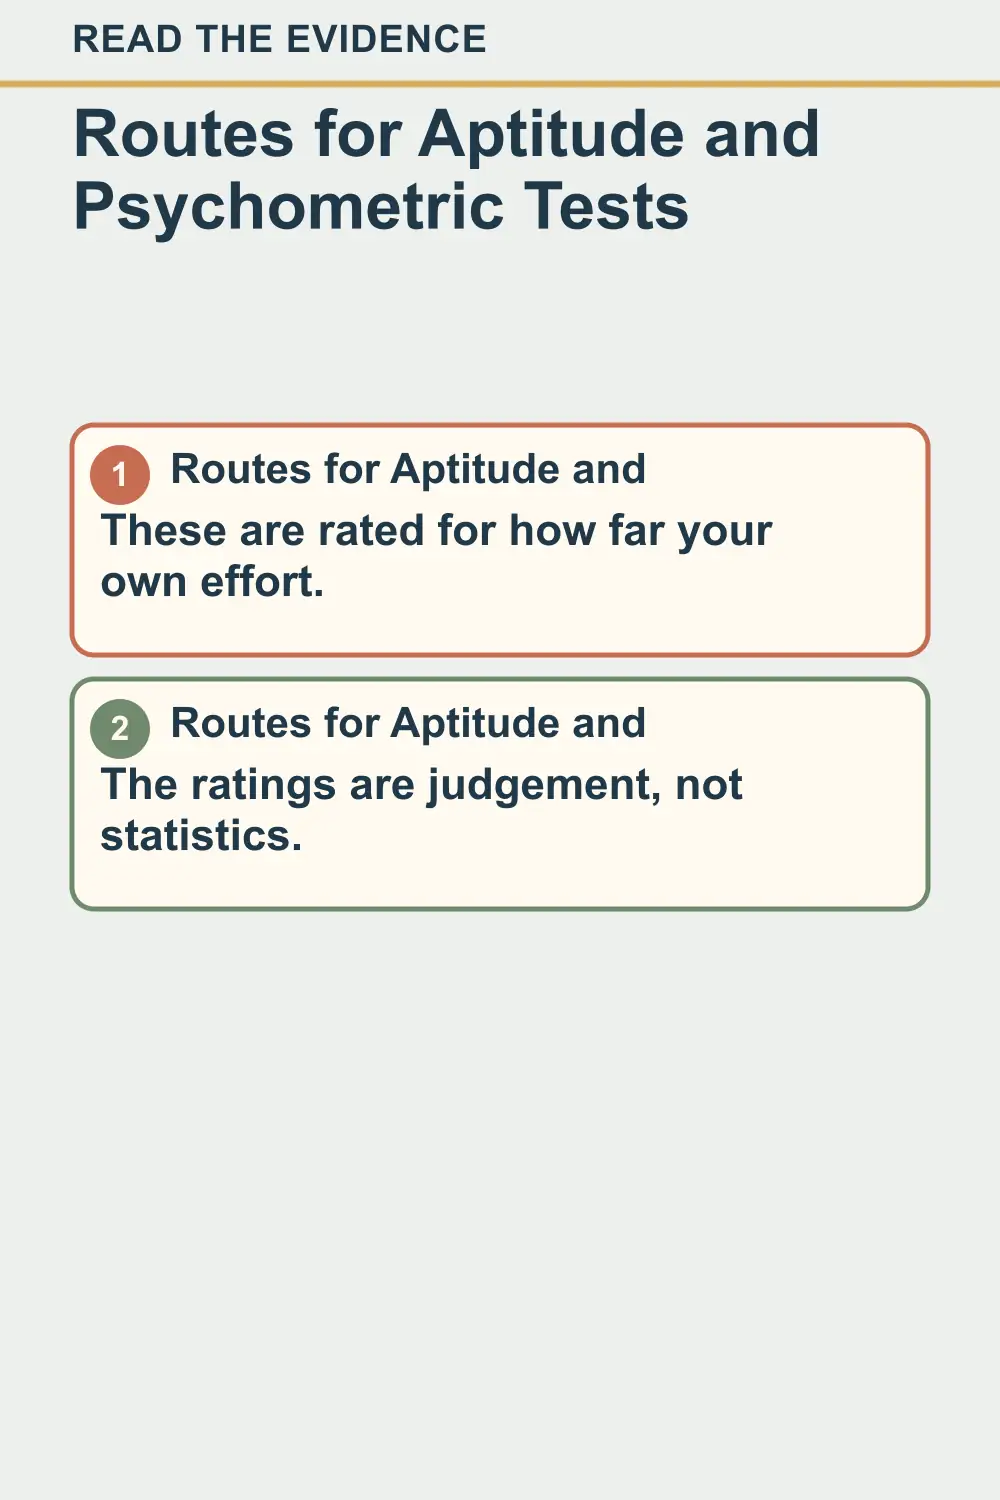 READ THE EVIDENCE
Routes for Aptitude and
Psychometric Tests
1 Routes for Aptitude and
These are rated for how far your
own effort.
2 Routes for Aptitude and
The ratings are judgement, not
statistics.